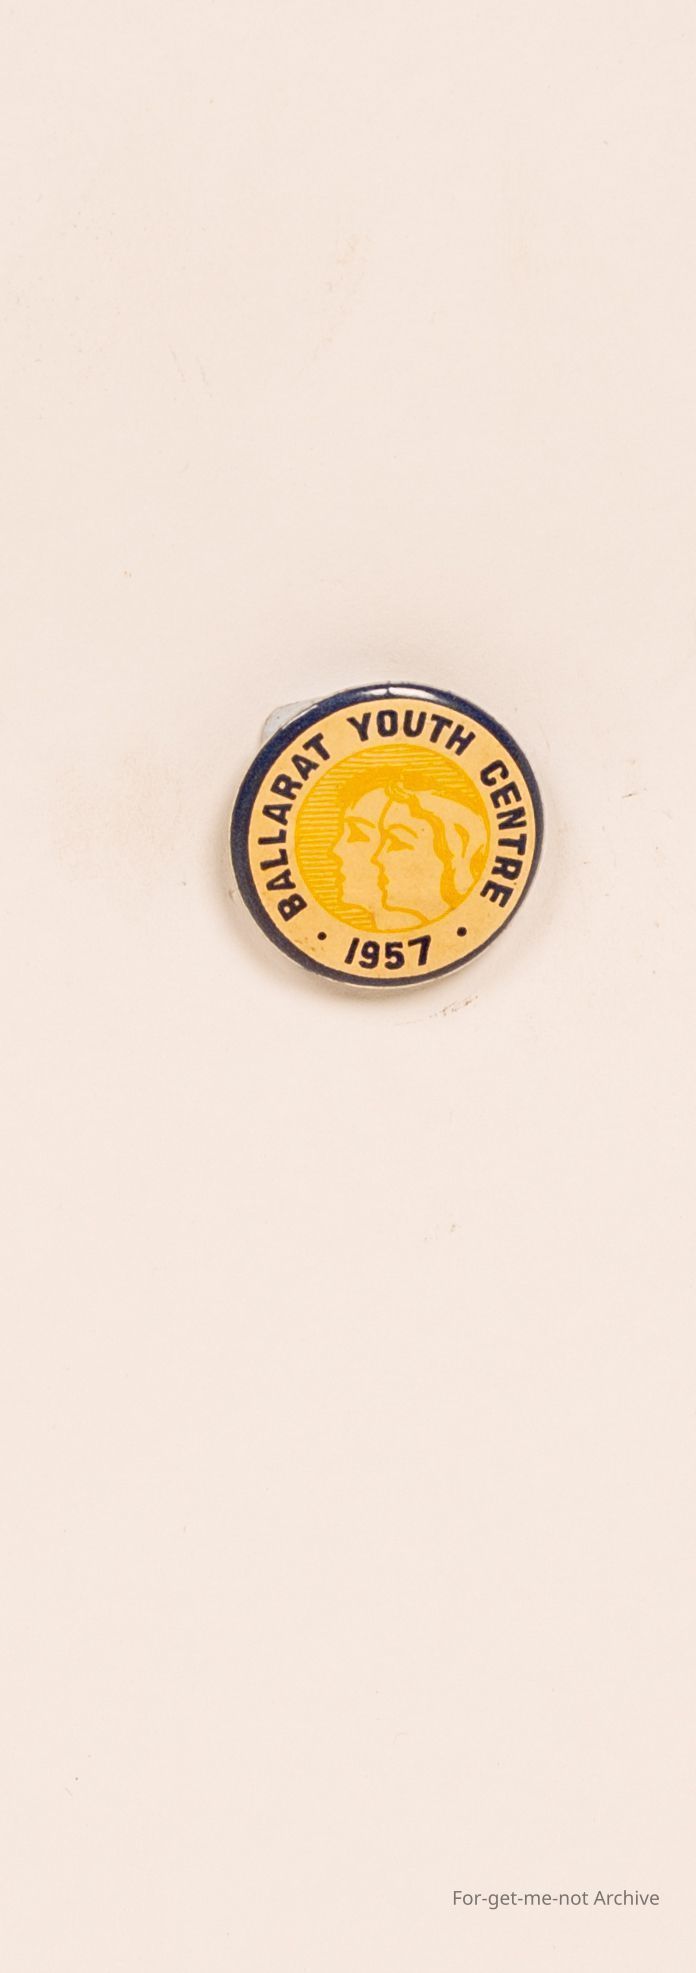 BALLARAT YOUTH CENTRE
• 1957 •
For-get-me-not Archive